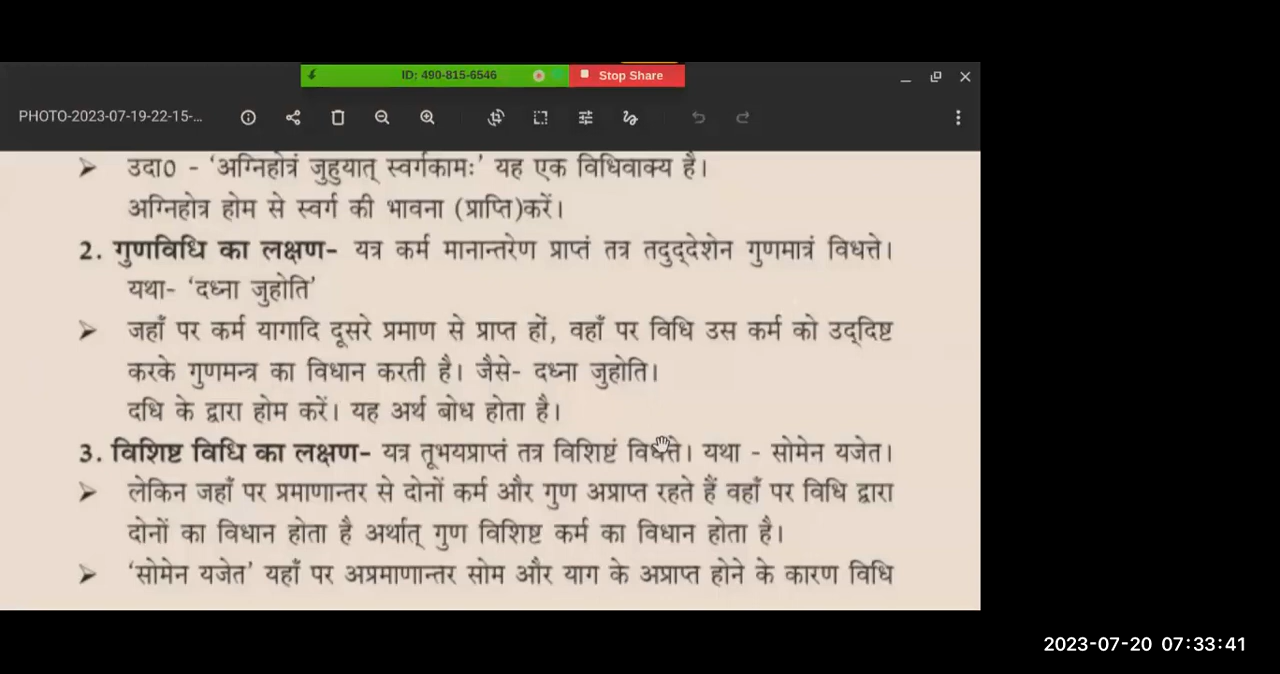 ID: 490-815-6546
Stop Share
PHOTO-2023-07-19-22-15-...
उदा0 - ‘अग्निहोत्रं जुहुयात् स्वर्गकामः’ यह एक विधिवाक्य है।
अग्निहोत्र होम से स्वर्ग की भावना (प्राप्ति)करें।
2. गुणविधि का लक्षण- यत्र कर्म मानान्तरेण प्राप्तं तत्र तदुद्देशेन गुणमात्रं विधत्ते।
यथा- ‘दध्ना जुहोति’
जहाँ पर कर्म यागादि दूसरे प्रमाण से प्राप्त हों, वहाँ पर विधि उस कर्म को उद्दिष्ट
करके गुणमन्त्र का विधान करती है। जैसे- दध्ना जुहोति।
दधि के द्वारा होम करें। यह अर्थ बोध होता है।
3. विशिष्ट विधि का लक्षण- यत्र तूभयप्राप्तं तत्र विशिष्टं विधत्ते। यथा - सोमेन यजेत।
लेकिन जहाँ पर प्रमाणान्तर से दोनों कर्म और गुण अप्राप्त रहते हैं वहाँ पर विधि द्वारा
दोनों का विधान होता है अर्थात् गुण विशिष्ट कर्म का विधान होता है।
‘सोमेन यजेत’ यहाँ पर अप्रमाणान्तर सोम और याग के अप्राप्त होने के कारण विधि
2023-07-20 07:33:41